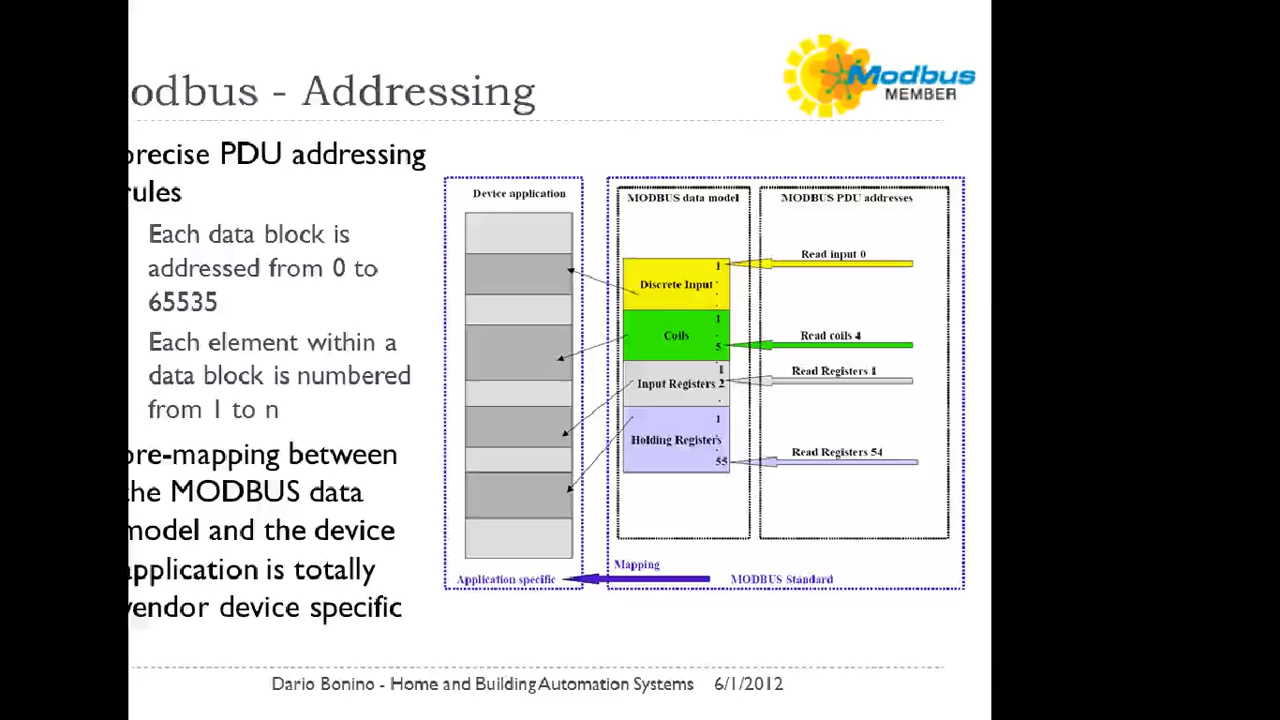 odbus - Addressing
Modbus
MEMBER
precise PDU addressing
rules
Each data block is
addressed from 0 to
65535
Each element within a
data block is numbered
from 1 to n
pre-mapping between
the MODBUS data
model and the device
application is totally
vendor device specific
Device application
MODBUS data model
MODBUS PDU addresses
Discrete Input
1
.
.
.
Coils
1
.
5
Input Registers
1
2
.
Holding Registers
1
.
.
55
Read input 0
Read coils 4
Read Registers 1
Read Registers 54
Mapping
Application specific
MODBUS Standard
Dario Bonino - Home and Building Automation Systems 6/1/2012